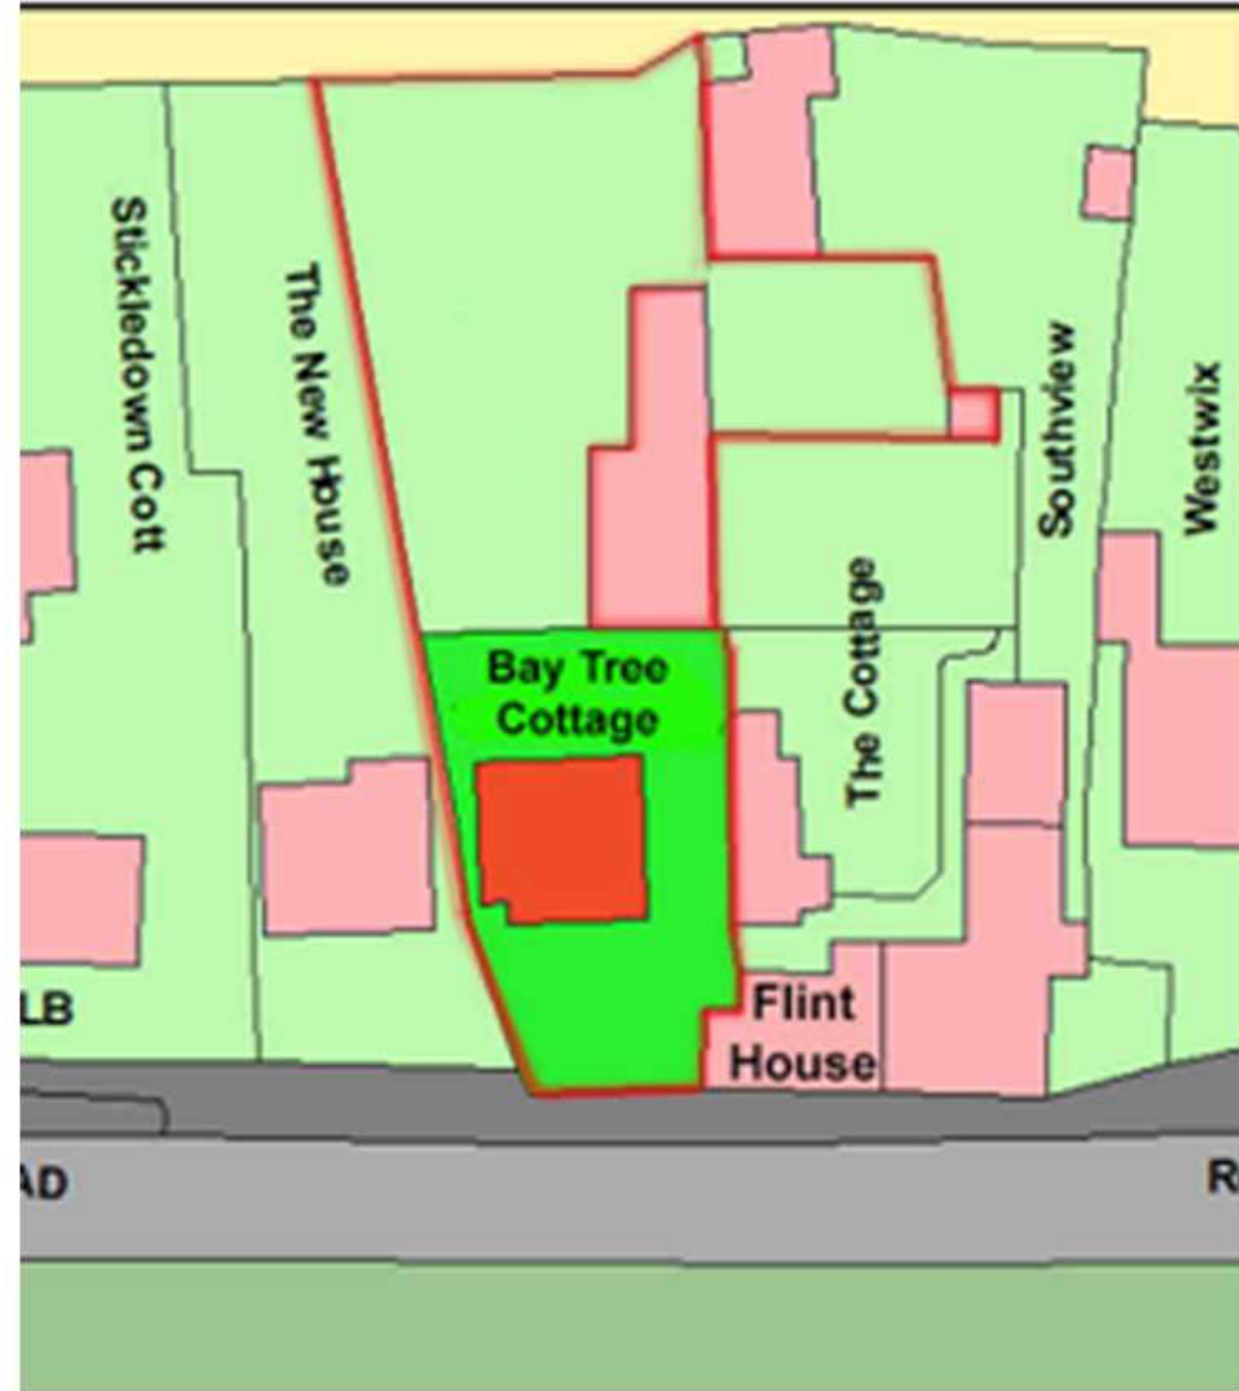 Stickledown Cott
The New House
Southview
Westwix
The Cottage
Bay Tree
Cottage
LB
Flint
House
AD
R